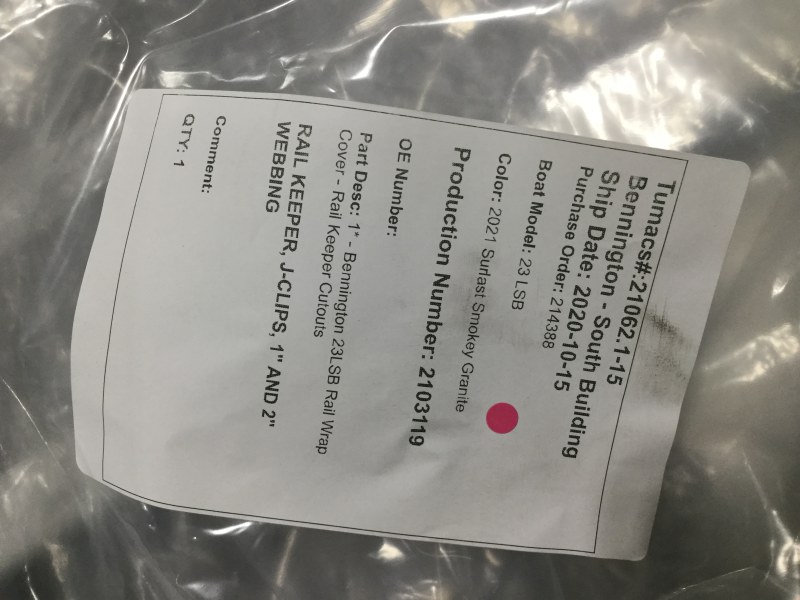 Tumacs#:21062.1-15
Bennington - South Building
Ship Date: 2020-10-15
Purchase Order: 214388
Boat Model: 23 LSB
Color: 2021 Surlast Smokey Granite
Production Number: 2103119
OE Number:
Part Desc: 1* - Bennington 23LSB Rail Wrap
Cover - Rail Keeper Cutouts
RAIL KEEPER, J-CLIPS, 1" AND 2"
WEBBING
Comment:
QTY: 1